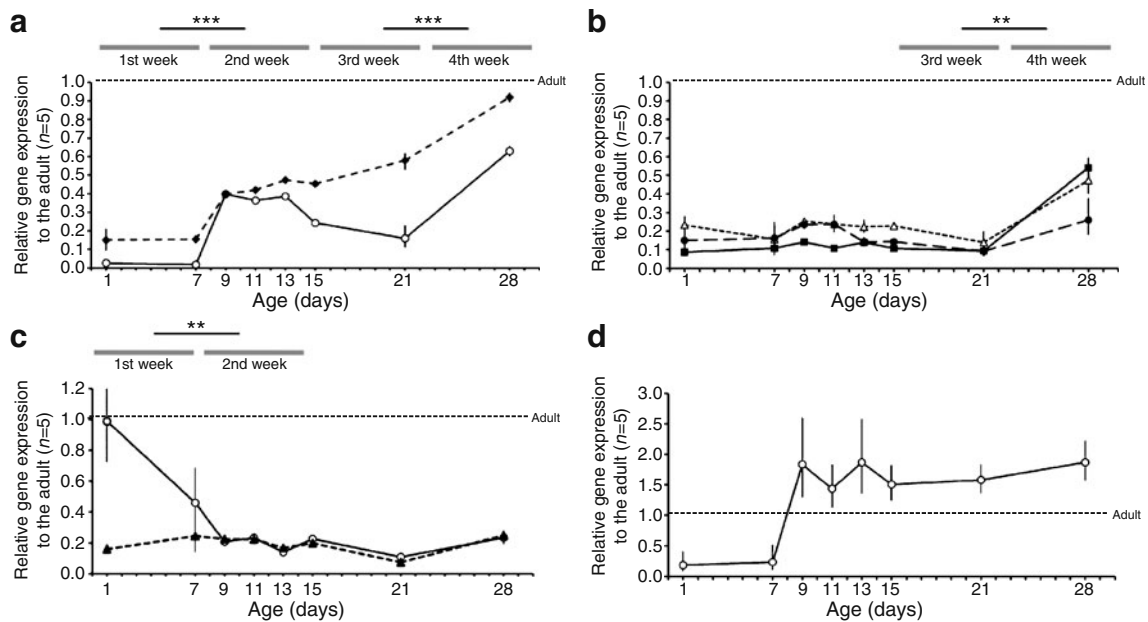 a
***
***
1st week 2nd week 3rd week 4th week
Adult
Relative gene expression
to the adult (n=5)
1.0
0.9
0.8
0.7
0.6
0.5
0.4
0.3
0.2
0.1
0.0
1 7 9 11 13 15 21 28
Age (days)
b
**
3rd week 4th week
Adult
Relative gene expression
to the adult (n=5)
1.0
0.9
0.8
0.7
0.6
0.5
0.4
0.3
0.2
0.1
0.0
1 7 9 11 13 15 21 28
Age (days)
c
**
1st week 2nd week
Adult
Relative gene expression
to the adult (n=5)
1.2
1.0
0.8
0.6
0.4
0.2
0.0
1 7 9 11 13 15 21 28
Age (days)
d
Adult
Relative gene expression
to the adult (n=5)
3.0
2.5
2.0
1.5
1.0
0.5
0.0
1 7 9 11 13 15 21 28
Age (days)